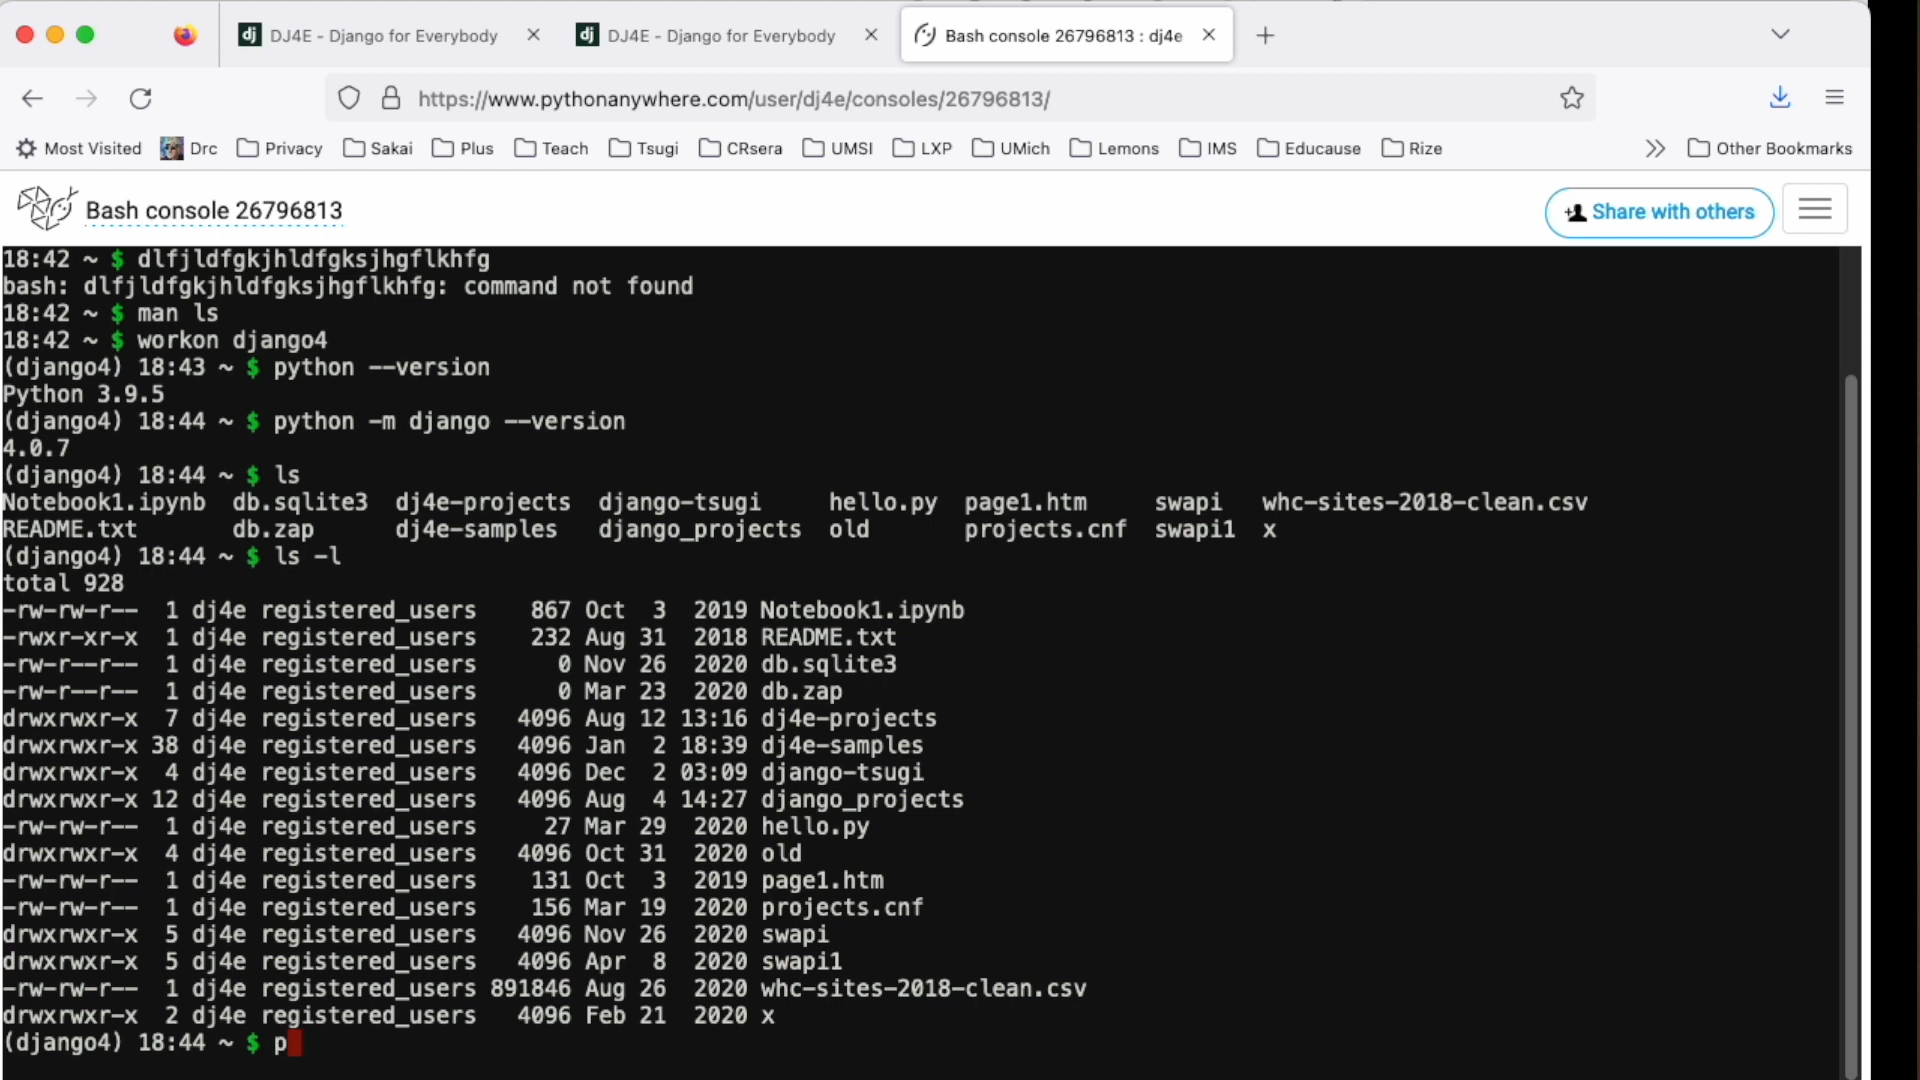 DJ4E - Django for Everybody
DJ4E - Django for Everybody
Bash console 26796813 : dj4e
https://www.pythonanywhere.com/user/dj4e/consoles/26796813/
Most Visited Drc Privacy Sakai Plus Teach Tsugi CRsera UMSI LXP UMich Lemons IMS Educause Rize Other Bookmarks
Bash console 26796813
Share with others
18:42 ~ $ dlfjldfgkjhldfgksjhgflkhfg
bash: dlfjldfgkjhldfgksjhgflkhfg: command not found
18:42 ~ $ man ls
18:42 ~ $ workon django4
(django4) 18:43 ~ $ python --version
Python 3.9.5
(django4) 18:44 ~ $ python -m django --version
4.0.7
(django4) 18:44 ~ $ ls
Notebook1.ipynb  db.sqlite3  dj4e-projects  django-tsugi     hello.py  page1.htm     swapi   whc-sites-2018-clean.csv
README.txt       db.zap      dj4e-samples   django_projects  old       projects.cnf  swapi1  x
(django4) 18:44 ~ $ ls -l
total 928
-rw-rw-r--  1 dj4e registered_users    867 Oct  3  2019 Notebook1.ipynb
-rwxr-xr-x  1 dj4e registered_users    232 Aug 31  2018 README.txt
-rw-r--r--  1 dj4e registered_users      0 Nov 26  2020 db.sqlite3
-rw-r--r--  1 dj4e registered_users      0 Mar 23  2020 db.zap
drwxrwxr-x  7 dj4e registered_users   4096 Aug 12 13:16 dj4e-projects
drwxrwxr-x 38 dj4e registered_users   4096 Jan  2 18:39 dj4e-samples
drwxrwxr-x  4 dj4e registered_users   4096 Dec  2 03:09 django-tsugi
drwxrwxr-x 12 dj4e registered_users   4096 Aug  4 14:27 django_projects
-rw-rw-r--  1 dj4e registered_users     27 Mar 29  2020 hello.py
drwxrwxr-x  4 dj4e registered_users   4096 Oct 31  2020 old
-rw-rw-r--  1 dj4e registered_users    131 Oct  3  2019 page1.htm
-rw-rw-r--  1 dj4e registered_users    156 Mar 19  2020 projects.cnf
drwxrwxr-x  5 dj4e registered_users   4096 Nov 26  2020 swapi
drwxrwxr-x  5 dj4e registered_users   4096 Apr  8  2020 swapi1
-rw-rw-r--  1 dj4e registered_users 891846 Aug 26  2020 whc-sites-2018-clean.csv
drwxrwxr-x  2 dj4e registered_users   4096 Feb 21  2020 x
(django4) 18:44 ~ $ p